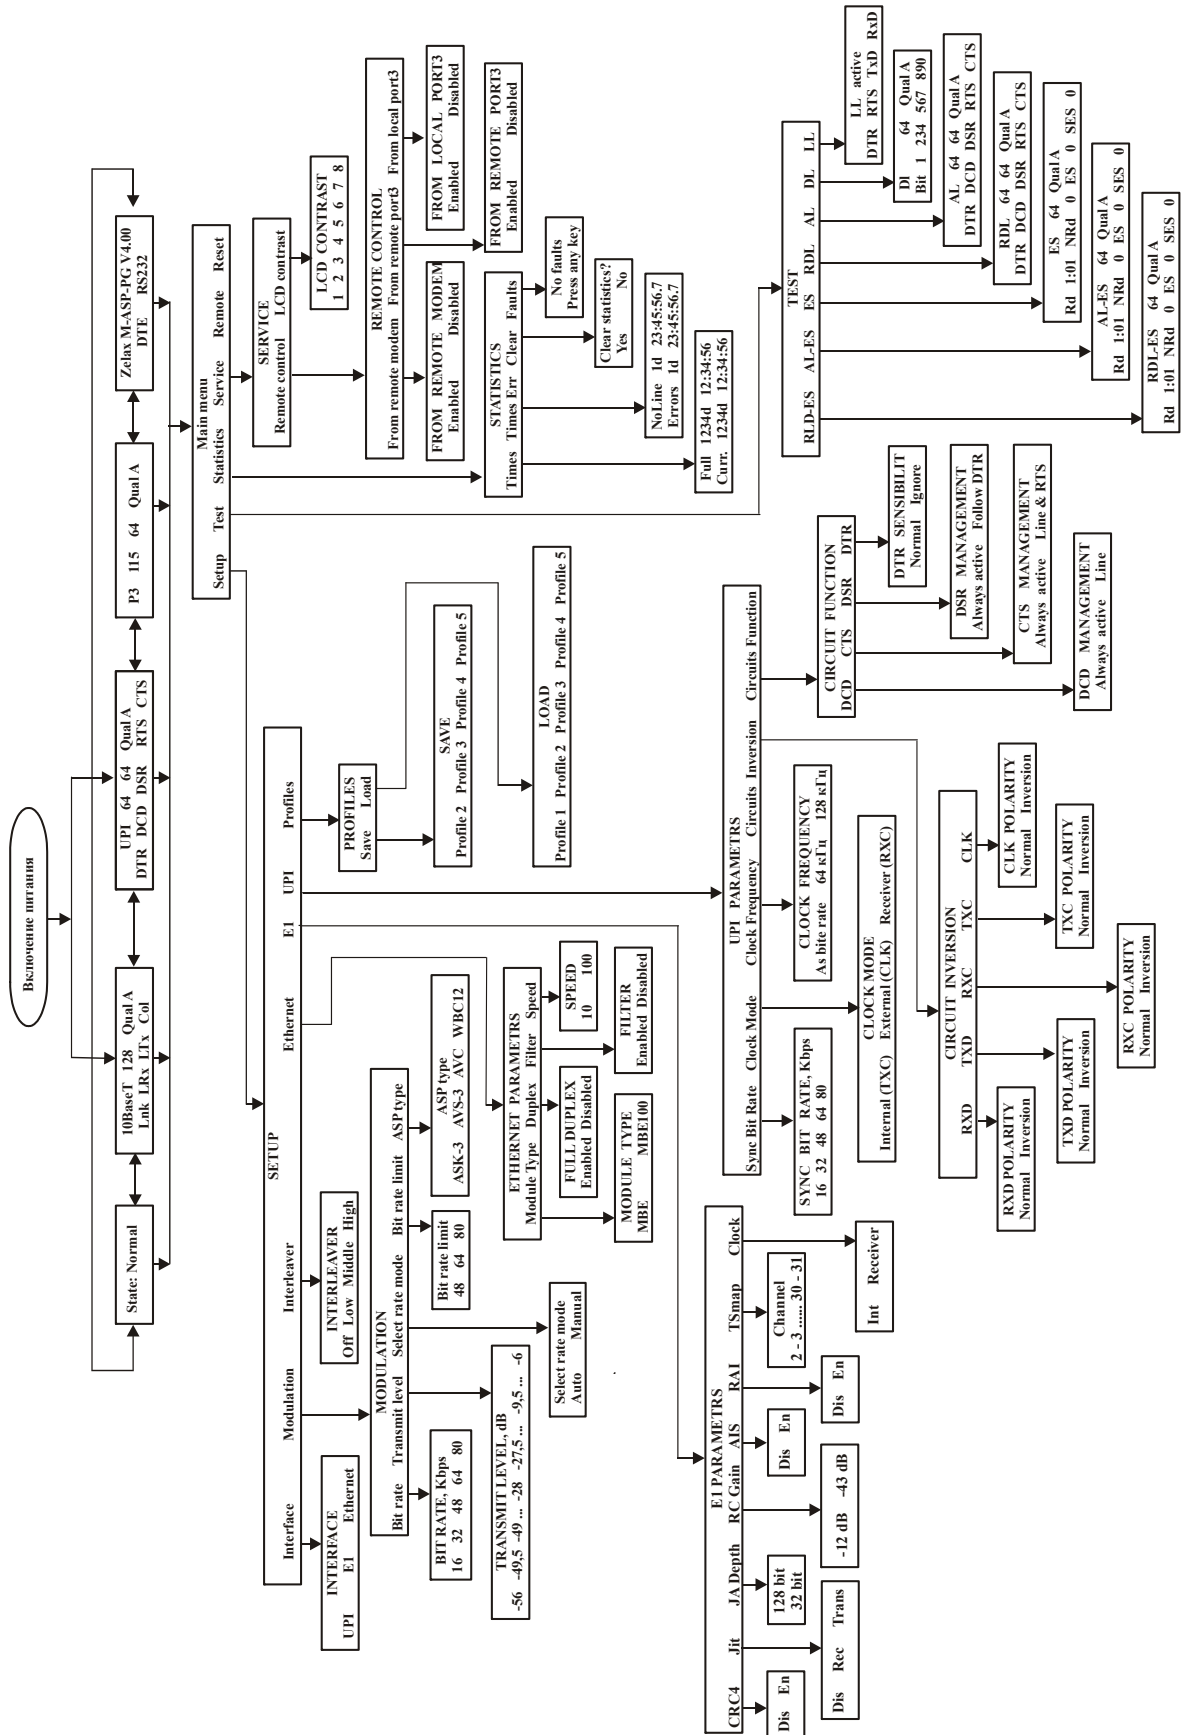 Включение питания
State: Normal
10BaseT 128 Qual A
Lnk LRx LTx Col
UPI 64 64 Qual A
DTR DCD DSR RTS CTS
P3 115 64 Qual A
Zelax M-ASP-PG V4.00
DTE RS232
Main menu
Setup Test Statistics Service Remote Reset
SERVICE
Remote control LCD contrast
LCD CONTRAST
1 2 3 4 5 6 7 8
REMOTE CONTROL
From remote modem From remote port3 From local port3
FROM REMOTE MODEM
Enabled Disabled
FROM LOCAL PORT3
Enabled Disabled
FROM REMOTE PORT3
Enabled Disabled
STATISTICS
Times Times Err Clear Faults
No faults
Press any key
Clear statistics?
Yes No
NoLine 1d 23:45:56.7
Errors 1d 23:45:56.7
Full 1234d 12:34:56
Curr. 1234d 12:34:56
TEST
RLD-ES AL-ES ES RDL AL DL LL
LL active
DTR RTS TxD RxD
Dl 64 Qual A
Bit 1 234 567 890
AL 64 64 Qual A
DTR DCD DSR RTS CTS
RDL 64 64 Qual A
DTR DCD DSR RTS CTS
ES 64 Qual A
Rd 1:01 NRd 0 ES 0 SES 0
AL-ES 64 Qual A
Rd 1:01 NRd 0 ES 0 SES 0
RDL-ES 64 Qual A
Rd 1:01 NRd 0 ES 0 SES 0
SETUP
Interface Modulation Interleaver Ethernet E1 UPI Profiles
INTERFACE
UPI E1 Ethernet
INTERLEAVER
Off Low Middle High
PROFILES
Save Load
SAVE
Profile 2 Profile 3 Profile 4 Profile 5
LOAD
Profile 1 Profile 2 Profile 3 Profile 4 Profile 5
MODULATION
Bit rate Transmit level Select rate mode Bit rate limit ASP type
BIT RATE, Kbps
16 32 48 64 80
TRANSMIT LEVEL, dB
-56 -49,5 -49 ... -28 -27,5 ... -9,5 ... -6
Select rate mode
Auto Manual
Bit rate limit
48 64 80
ASP type
ASK-3 AVS-3 AVC WBC12
ETHERNET PARAMETRS
Module Type Duplex Filter Speed
MODULE TYPE
MBE MBE100
FULL DUPLEX
Enabled Disabled
FILTER
Enabled Disabled
SPEED
10 100
E1 PARAMETRS
CRC4 Jit JA Depth RC Gain AIS RAI TSmap Clock
Dis En
Dis Rec Trans
128 bit
32 bit
-12 dB -43 dB
Dis En
Dis En
Channel
2 - 3 ...... 30 - 31
Int Receiver
UPI PARAMETRS
Sync Bit Rate Clock Mode Clock Frequency Circuits Inversion Circuits Function
SYNC BIT RATE, Kbps
16 32 48 64 80
CLOCK MODE
Internal (TXC) External (CLK) Receiver (RXC)
CLOCK FREQUENCY
As bite rate 64 кГц 128 кГц
CIRCUIT INVERSION
RXD TXD RXC TXC CLK
RXD POLARITY
Normal Inversion
TXD POLARITY
Normal Inversion
RXC POLARITY
Normal Inversion
TXC POLARITY
Normal Inversion
CLK POLARITY
Normal Inversion
CIRCUIT FUNCTION
DCD CTS DSR DTR
DTR SENSIBILIT
Normal Ignore
DSR MANAGEMENT
Always active Follow DTR
CTS MANAGEMENT
Always active Line & RTS
DCD MANAGEMENT
Always active Line